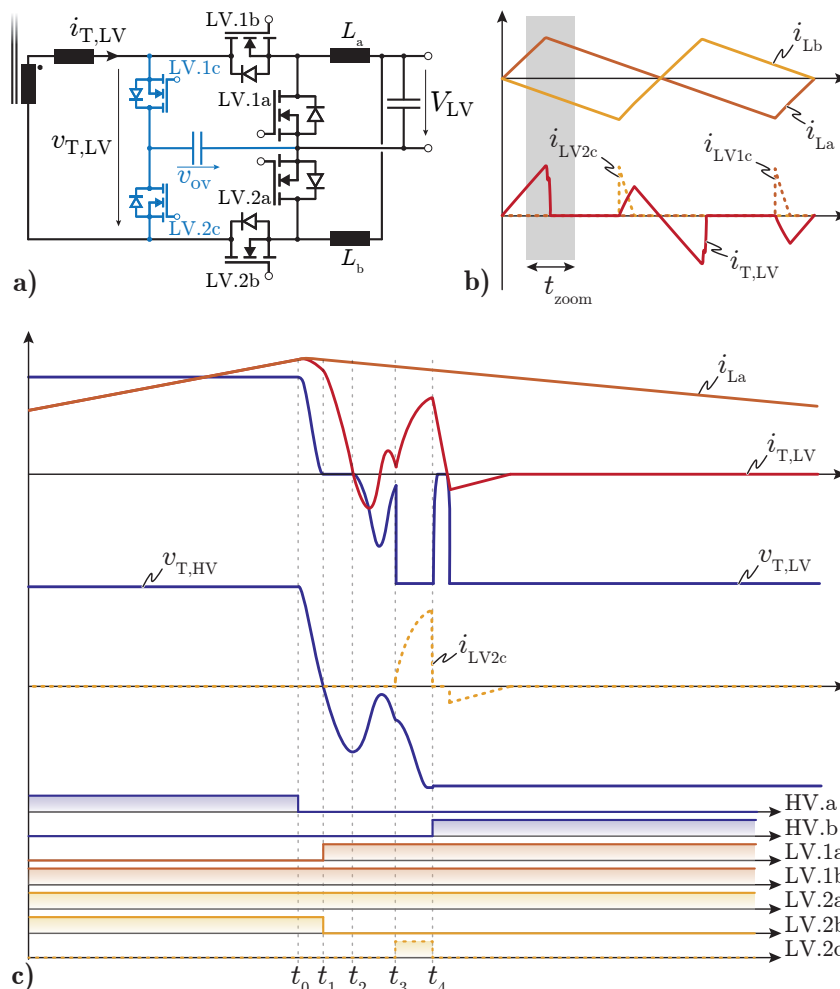 i_T,LV
LV.1b
L_a
LV.1c
LV.1a
V_LV
v_T,LV
v_ov
LV.2a
LV.2c
LV.2b
L_b
a)
i_Lb
i_La
i_LV2c
i_LV1c
i_T,LV
t_zoom
b)
i_La
i_T,LV
v_T,HV
v_T,LV
i_LV2c
HV.a
HV.b
LV.1a
LV.1b
LV.2a
LV.2b
LV.2c
c)
t_0 t_1 t_2 t_3 t_4